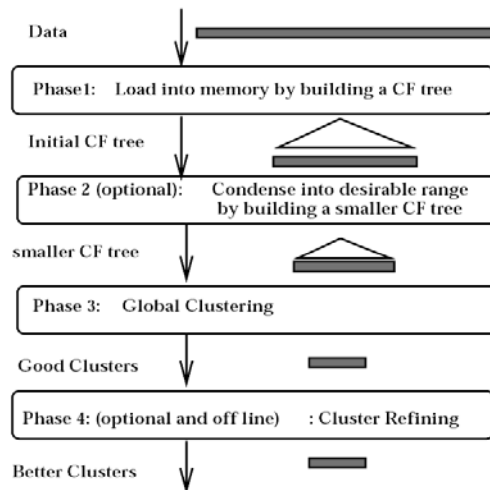 Data
Phase1: Load into memory by building a CF tree
Initial CF tree
Phase 2 (optional): Condense into desirable range
by building a smaller CF tree
smaller CF tree
Phase 3: Global Clustering
Good Clusters
Phase 4: (optional and off line) : Cluster Refining
Better Clusters